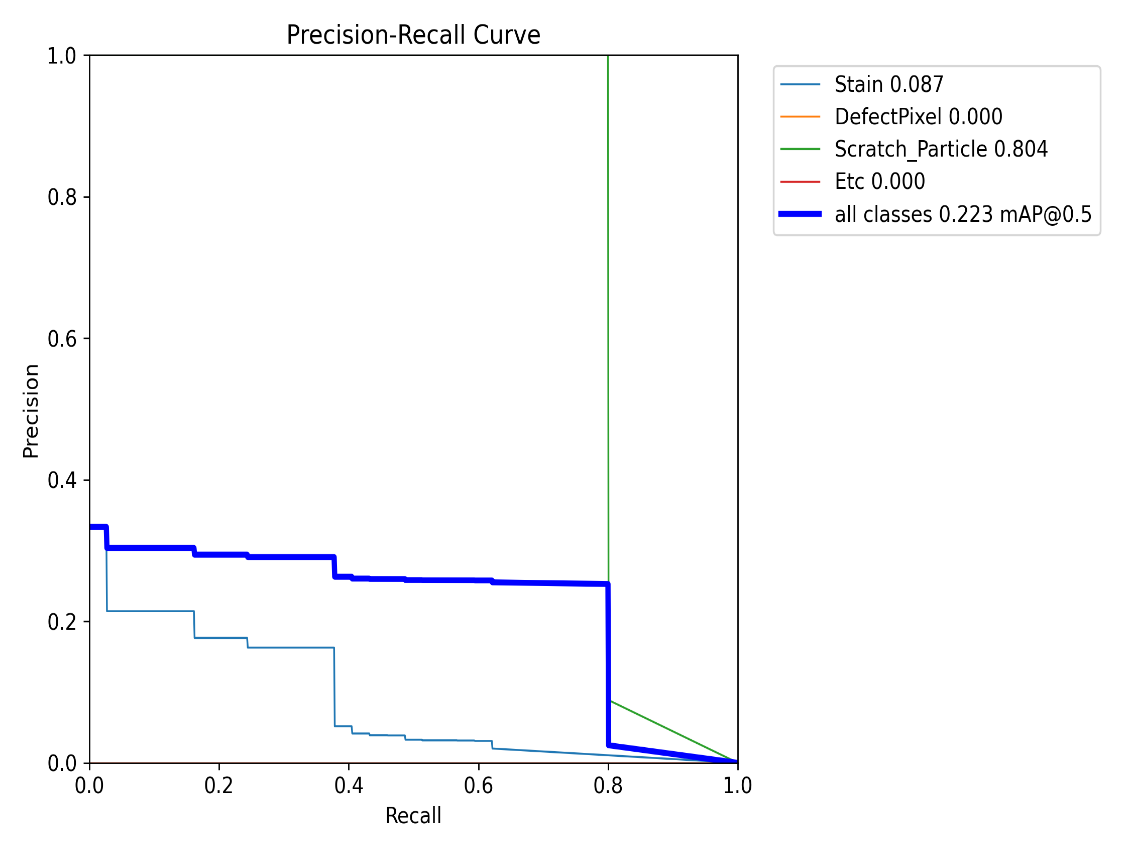 Precision-Recall Curve
1.0
0.8
0.6
0.4
0.2
0.0
Precision
0.0 0.2 0.4 0.6 0.8 1.0
Recall
Stain 0.087
DefectPixel 0.000
Scratch_Particle 0.804
Etc 0.000
all classes 0.223 mAP@0.5